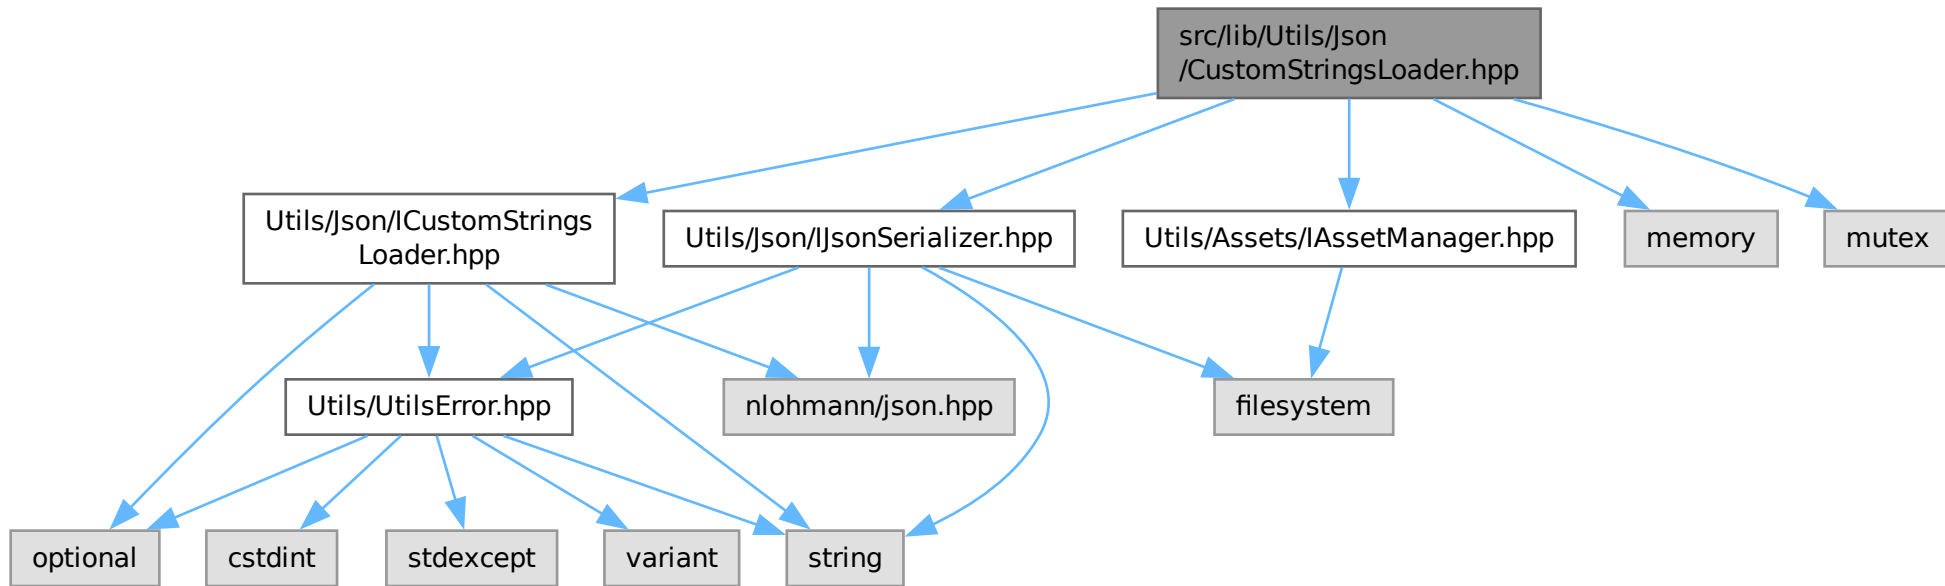 src/lib/Utils/Json
/CustomStringsLoader.hpp
Utils/Json/ICustomStrings
Loader.hpp
Utils/Json/IJsonSerializer.hpp
Utils/Assets/IAssetManager.hpp
memory
mutex
Utils/UtilsError.hpp
nlohmann/json.hpp
filesystem
optional
cstdint
stdexcept
variant
string